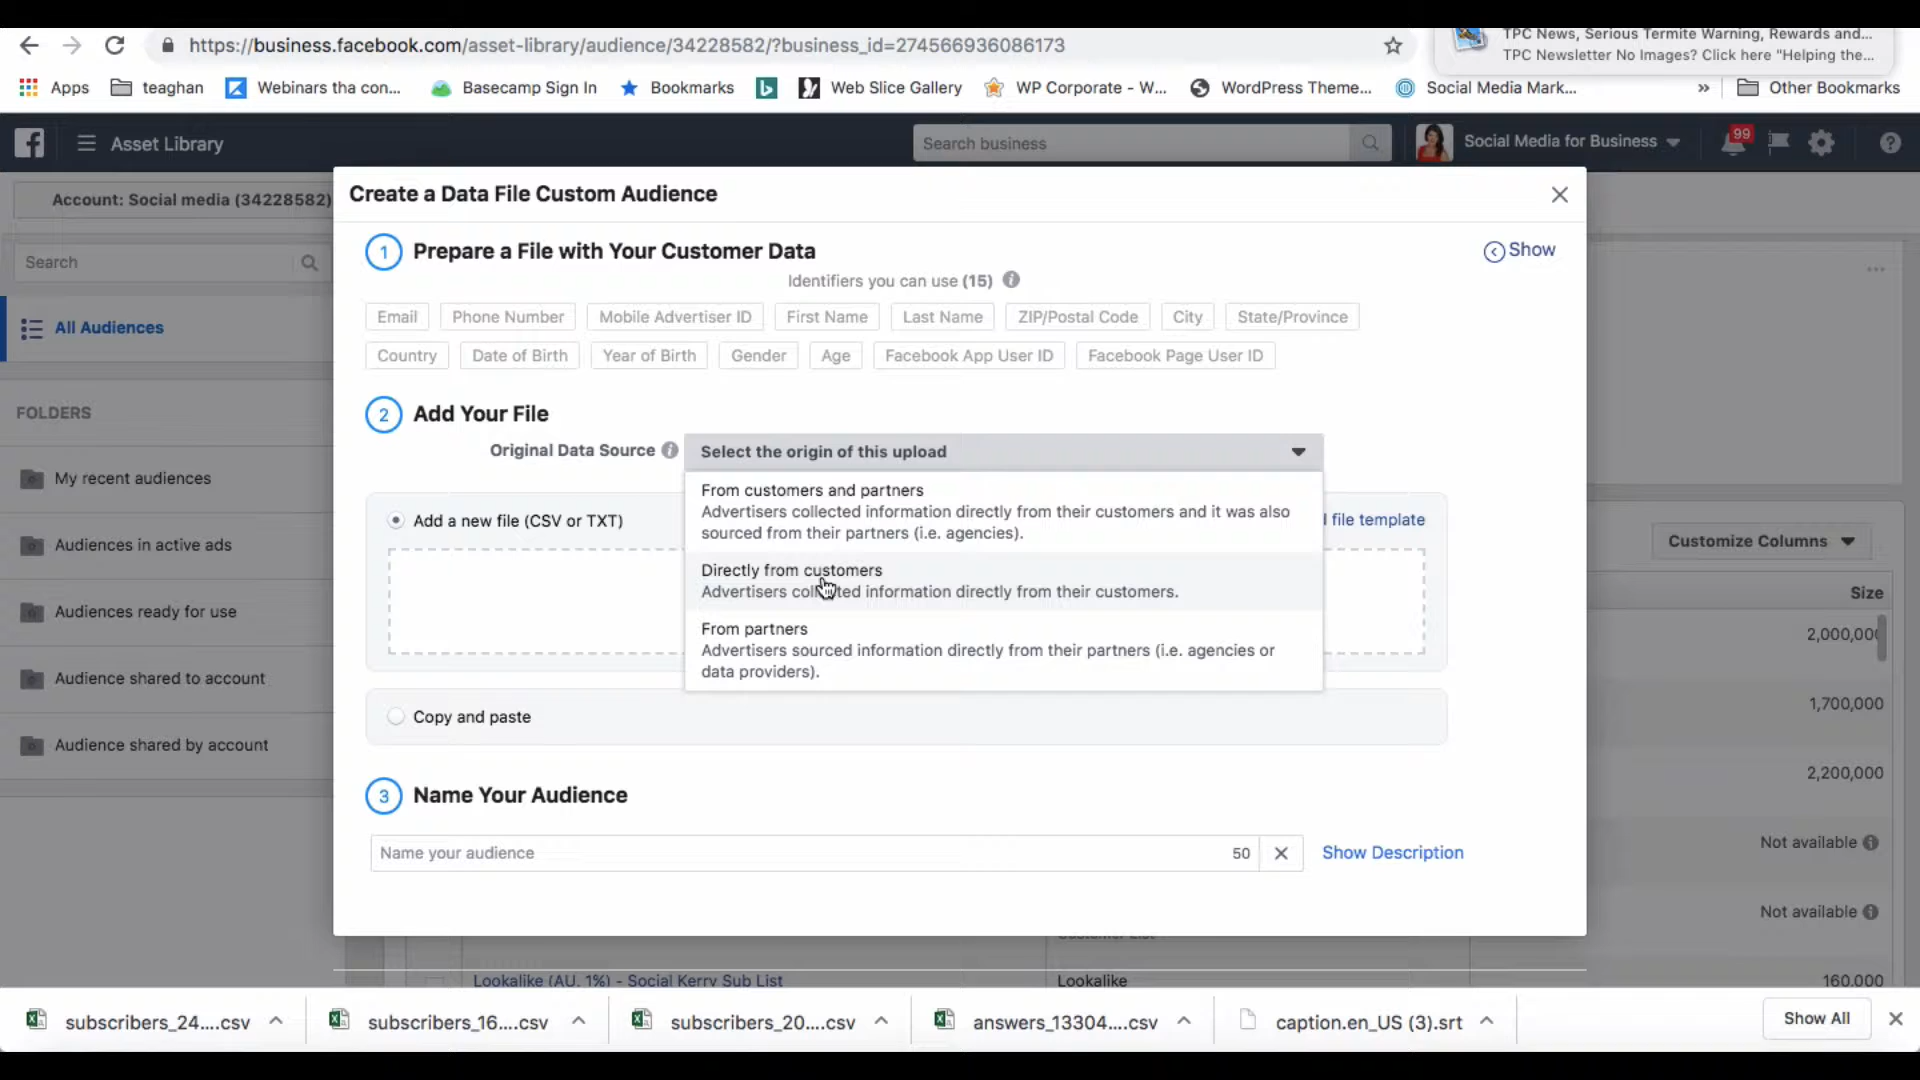 https://business.facebook.com/asset-library/audience/34228582/?business_id=274566936086173
TPC News, Serious Termite Warning, Rewards and...
TPC Newsletter No Images? Click here "Helping the...
Apps
teaghan
Webinars tha con...
Basecamp Sign In
Bookmarks
Web Slice Gallery
WP Corporate - W...
WordPress Theme...
Social Media Mark...
»
Other Bookmarks
Asset Library
Search business
Social Media for Business
99
Account: Social media (34228582)
Search
All Audiences
FOLDERS
My recent audiences
Audiences in active ads
Audiences ready for use
Audience shared to account
Audience shared by account
Create a Data File Custom Audience
1 Prepare a File with Your Customer Data
Show
Identifiers you can use (15)
Email
Phone Number
Mobile Advertiser ID
First Name
Last Name
ZIP/Postal Code
City
State/Province
Country
Date of Birth
Year of Birth
Gender
Age
Facebook App User ID
Facebook Page User ID
2 Add Your File
Original Data Source
Select the origin of this upload
From customers and partners
Advertisers collected information directly from their customers and it was also
sourced from their partners (i.e. agencies).
Directly from customers
Advertisers collected information directly from their customers.
From partners
Advertisers sourced information directly from their partners (i.e. agencies or
data providers).
Add a new file (CSV or TXT)
file template
Copy and paste
3 Name Your Audience
Name your audience
50
Show Description
Customize Columns
Size
2,000,000
1,700,000
2,200,000
Not available
Not available
Lookalike (AU, 1%) - Social Kerry Sub List
Lookalike
160,000
subscribers_24....csv
subscribers_16....csv
subscribers_20....csv
answers_13304....csv
caption.en_US (3).srt
Show All